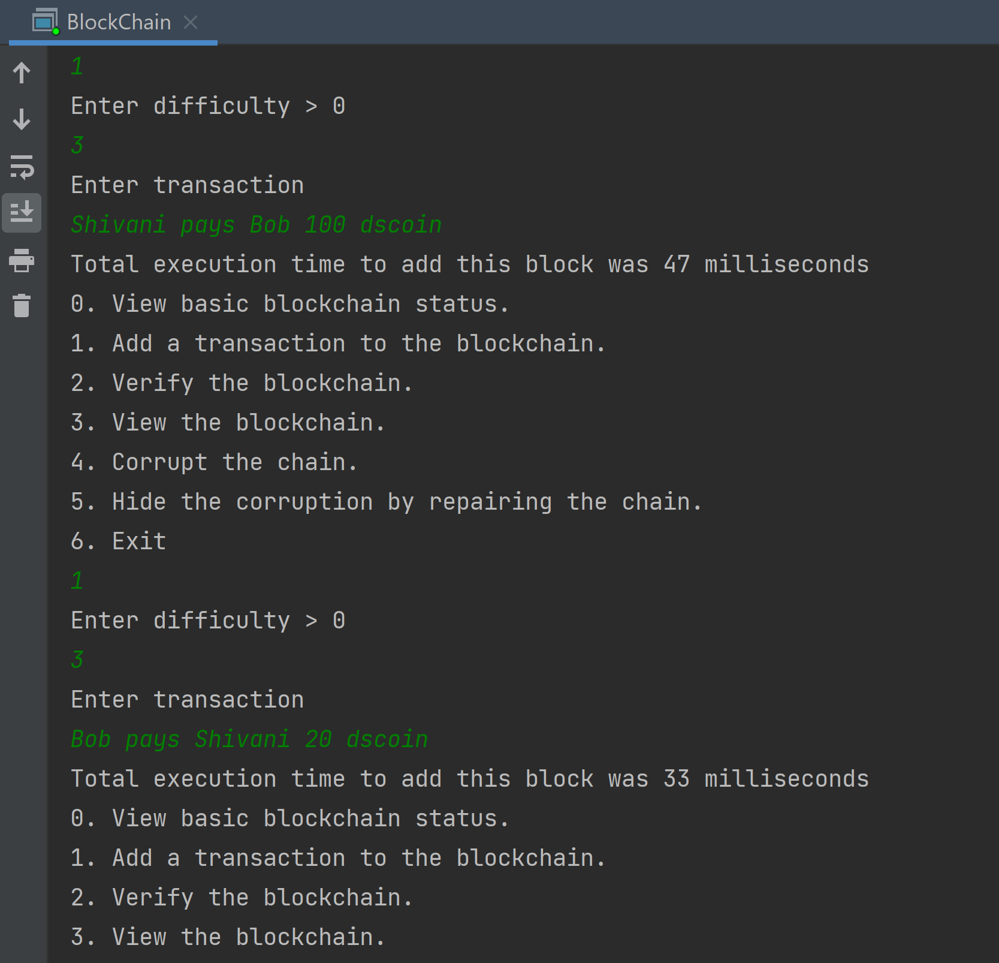 BlockChain
1
Enter difficulty > 0
3
Enter transaction
Shivani pays Bob 100 dscoin
Total execution time to add this block was 47 milliseconds
0. View basic blockchain status.
1. Add a transaction to the blockchain.
2. Verify the blockchain.
3. View the blockchain.
4. Corrupt the chain.
5. Hide the corruption by repairing the chain.
6. Exit
1
Enter difficulty > 0
3
Enter transaction
Bob pays Shivani 20 dscoin
Total execution time to add this block was 33 milliseconds
0. View basic blockchain status.
1. Add a transaction to the blockchain.
2. Verify the blockchain.
3. View the blockchain.